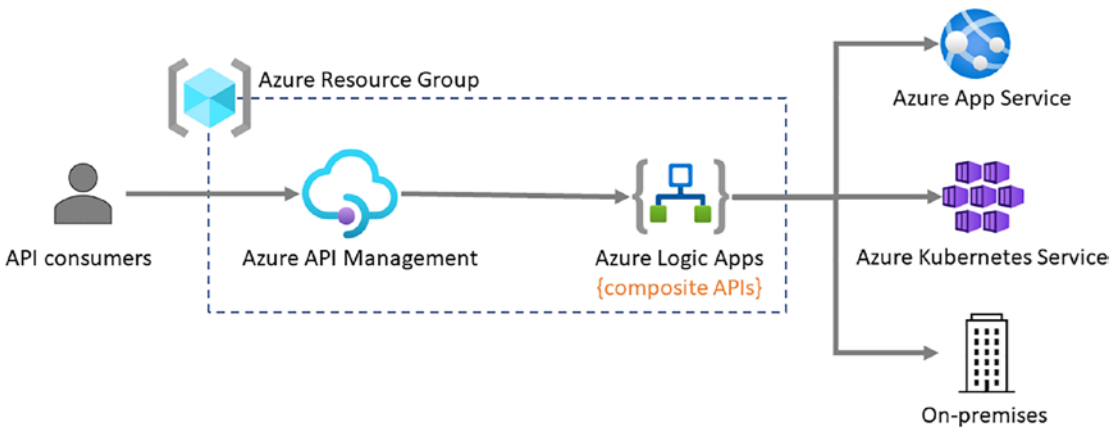 Azure Resource Group
Azure App Service
API consumers
Azure API Management
Azure Logic Apps
{composite APIs}
Azure Kubernetes Service
On-premises